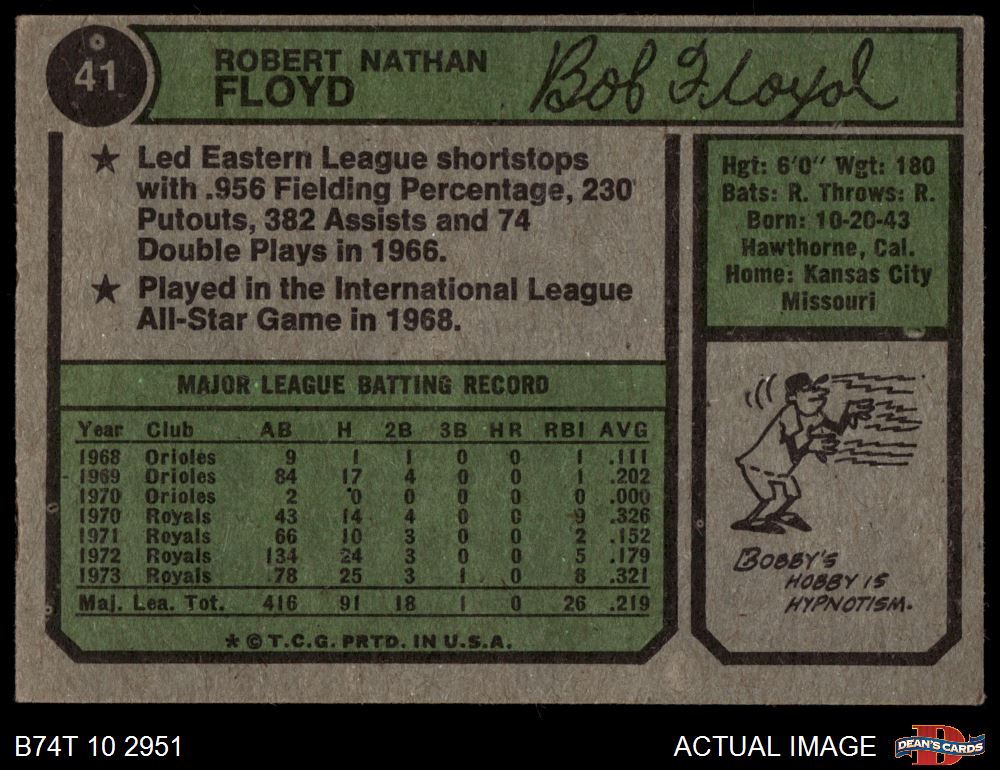 41
ROBERT NATHAN
FLOYD
Bob Floyd
★ Led Eastern League shortstops
with .956 Fielding Percentage, 230
Putouts, 382 Assists and 74
Double Plays in 1966.
★ Played in the International League
All-Star Game in 1968.
Hgt: 6'0" Wgt: 180
Bats: R. Throws: R.
Born: 10-20-43
Hawthorne, Cal.
Home: Kansas City
Missouri
MAJOR LEAGUE BATTING RECORD
Year Club AB H 2B 3B HR RBI AVG
1968 Orioles 9 1 1 0 0 1 .111
1969 Orioles 84 17 4 0 0 1 .202
1970 Orioles 2 0 0 0 0 0 .000
1970 Royals 43 14 4 0 0 9 .326
1971 Royals 66 10 3 0 0 2 .152
1972 Royals 134 24 3 0 0 5 .179
1973 Royals 78 25 3 1 0 8 .321
Maj. Lea. Tot. 416 91 18 1 0 26 .219
* © T.C.G. PRTD. IN U.S.A.
BOBBY'S
HOBBY IS
HYPNOTISM.
B74T 10 2951
ACTUAL IMAGE
DEAN'S CARDS